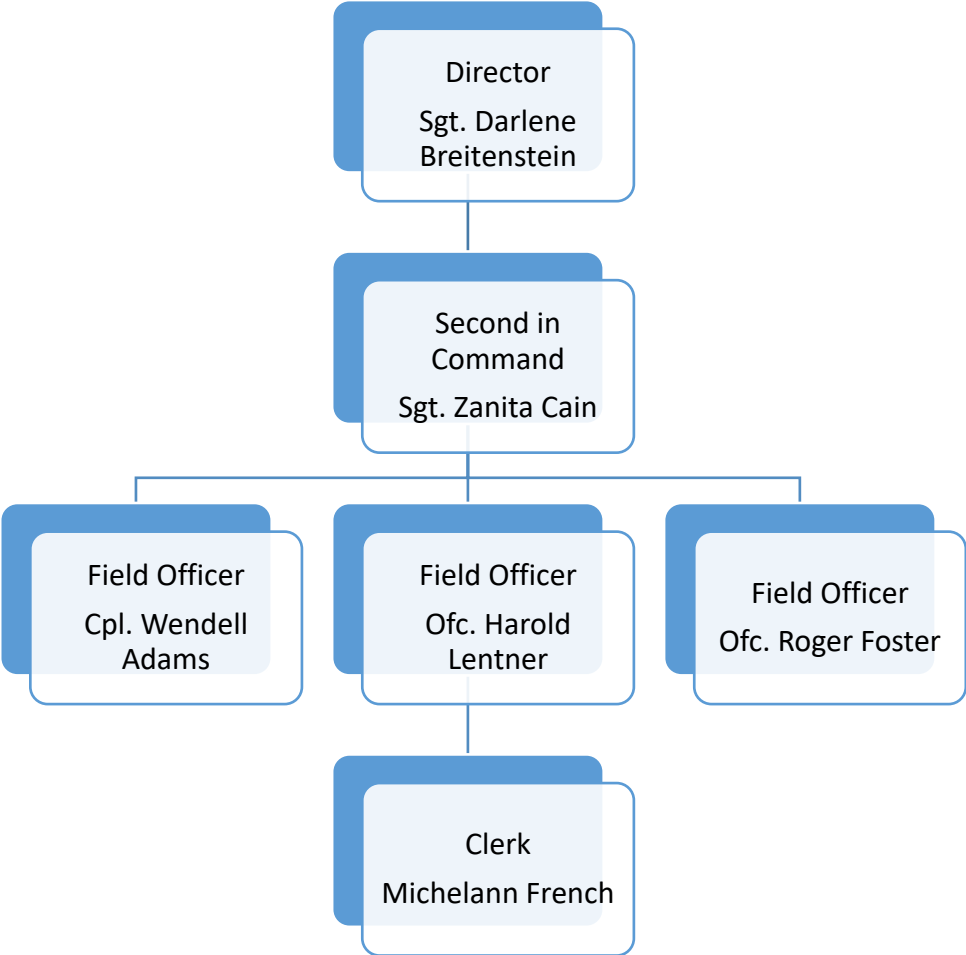 Director
Sgt. Darlene
Breitenstein
Second in
Command
Sgt. Zanita Cain
Field Officer
Cpl. Wendell
Adams
Field Officer
Ofc. Harold
Lentner
Field Officer
Ofc. Roger Foster
Clerk
Michelann French